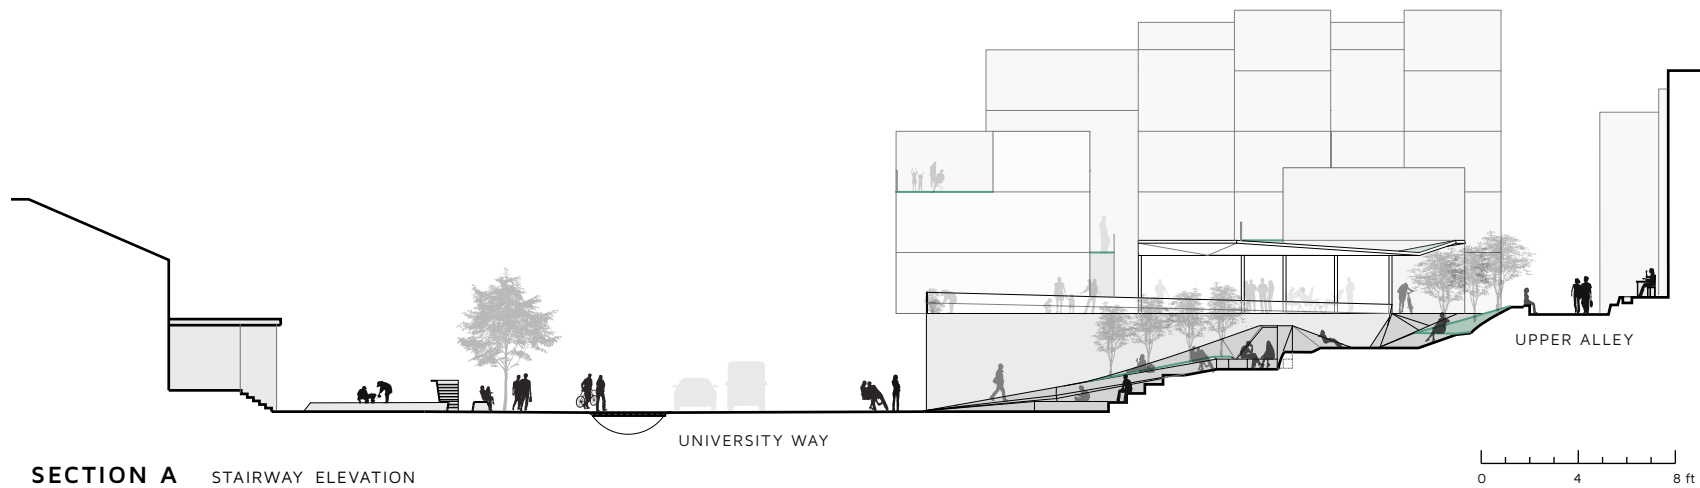 UPPER ALLEY
UNIVERSITY WAY
SECTION A STAIRWAY ELEVATION
0 4 8 ft